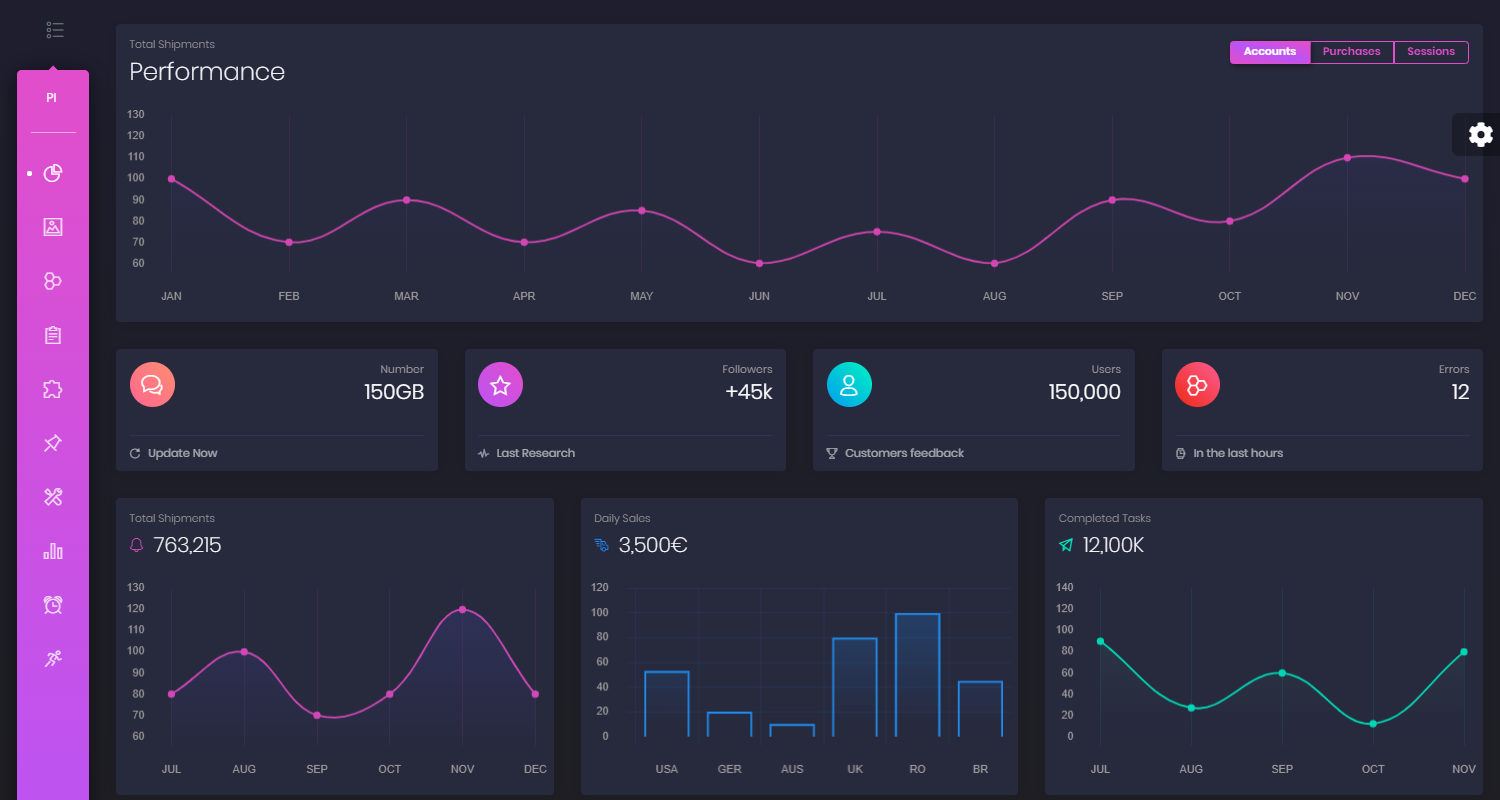 PI
Total Shipments
Performance
Accounts Purchases Sessions
130
120
110
100
90
80
70
60
JAN FEB MAR APR MAY JUN JUL AUG SEP OCT NOV DEC
Number
150GB
Update Now
Followers
+45k
Last Research
Users
150,000
Customers feedback
Errors
12
In the last hours
Total Shipments
763,215
130
120
110
100
90
80
70
60
JUL AUG SEP OCT NOV DEC
Daily Sales
3,500€
120
100
80
60
40
20
0
USA GER AUS UK RO BR
Completed Tasks
12,100K
140
120
100
80
60
40
20
0
JUL AUG SEP OCT NOV